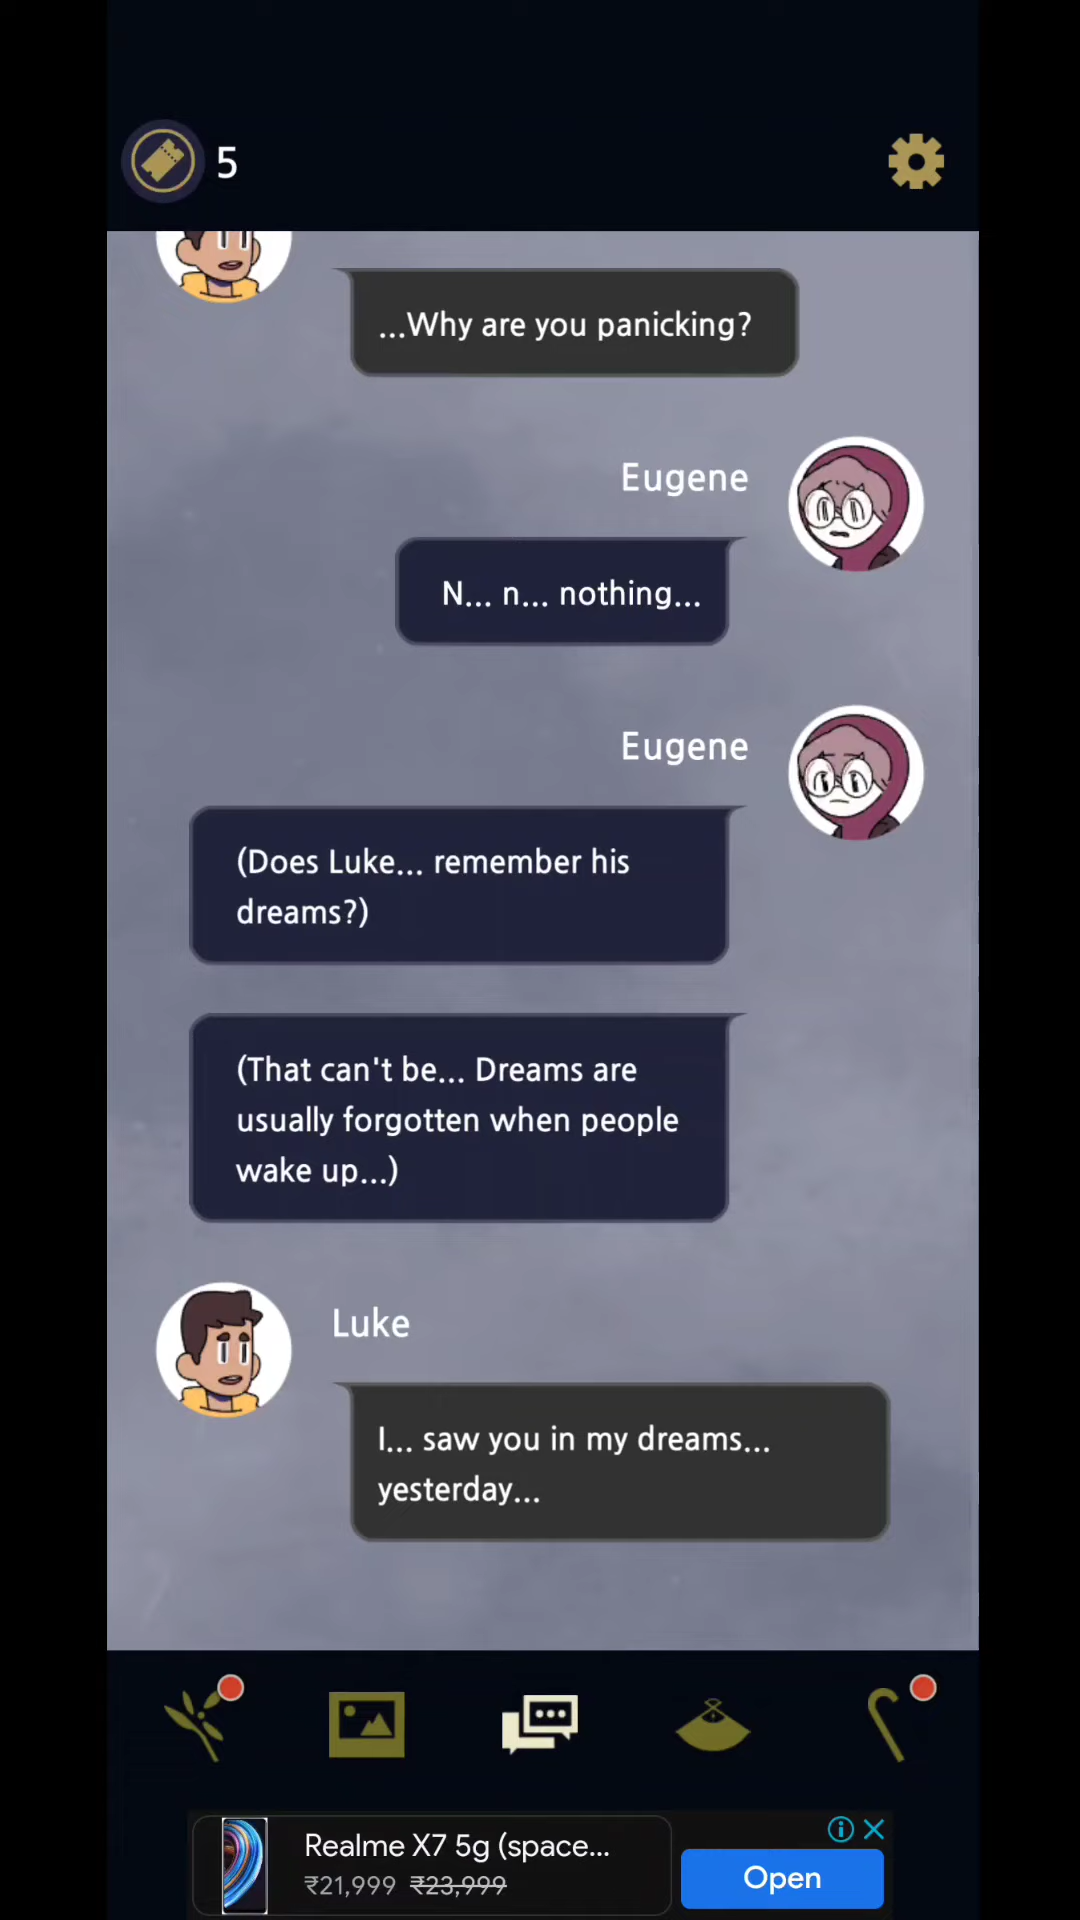 5
...Why are you panicking?
Eugene
N... n... nothing...
Eugene
(Does Luke... remember his
dreams?)
(That can't be... Dreams are
usually forgotten when people
wake up...)
Luke
I... saw you in my dreams...
yesterday...
Realme X7 5g (space...
₹21,999 ₹23,999
Open